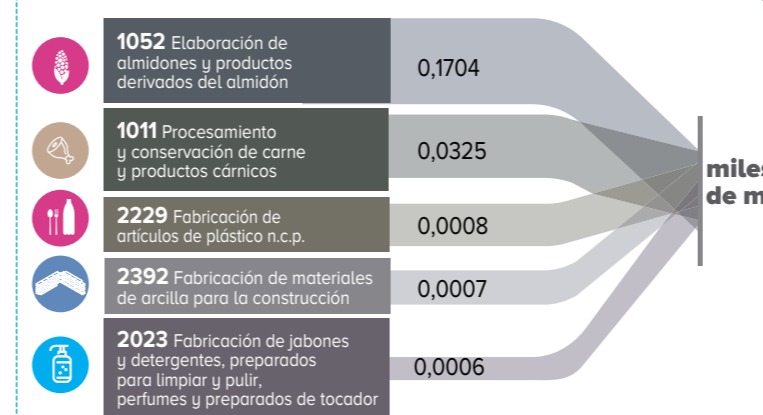 1052 Elaboración de
almidones y productos
derivados del almidón
0,1704
1011 Procesamiento
y conservación de carne
y productos cárnicos
0,0325
2229 Fabricación de
artículos de plástico n.c.p.
0,0008
2392 Fabricación de materiales
de arcilla para la construcción
0,0007
2023 Fabricación de jabones
y detergentes, preparados
para limpiar y pulir,
perfumes y preparados de tocador
0,0006
miles
de m